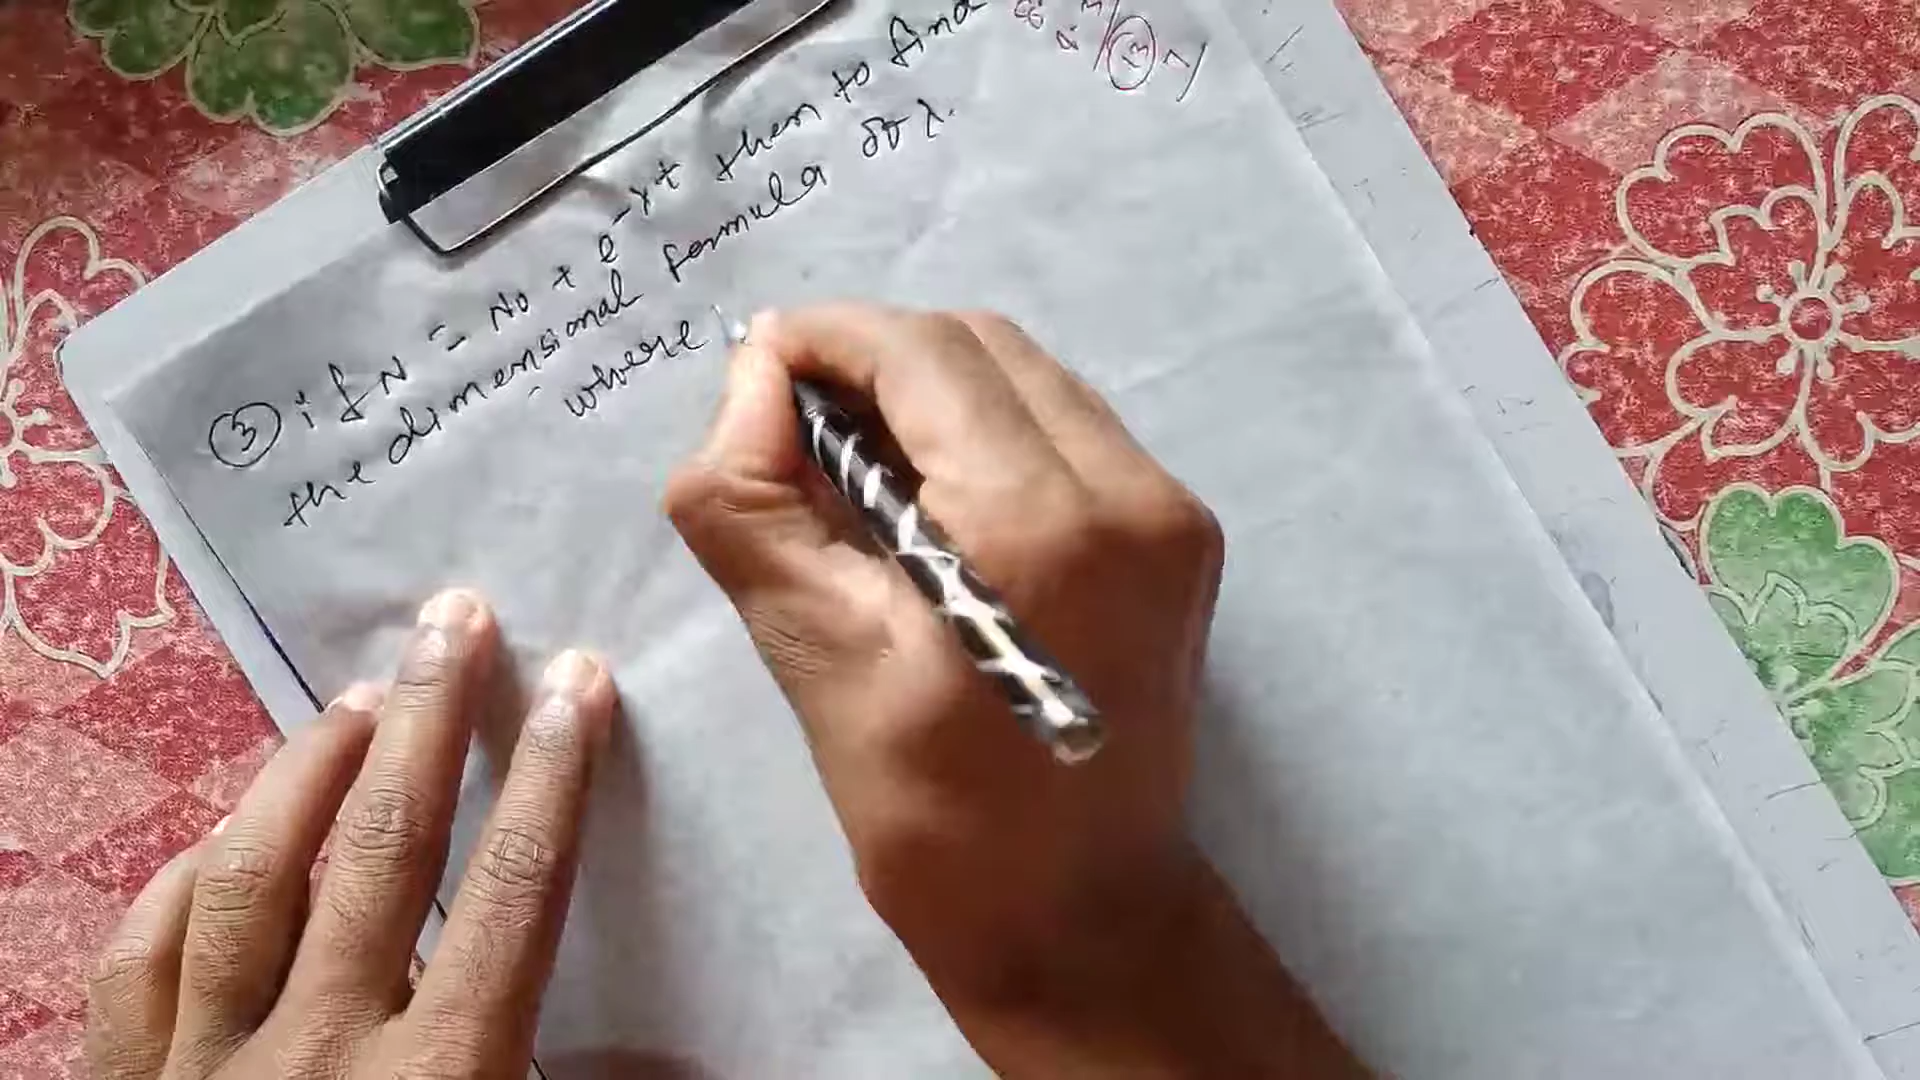 ③ if N = No + e^-λt then to find
the dimensional formula of λ.
where